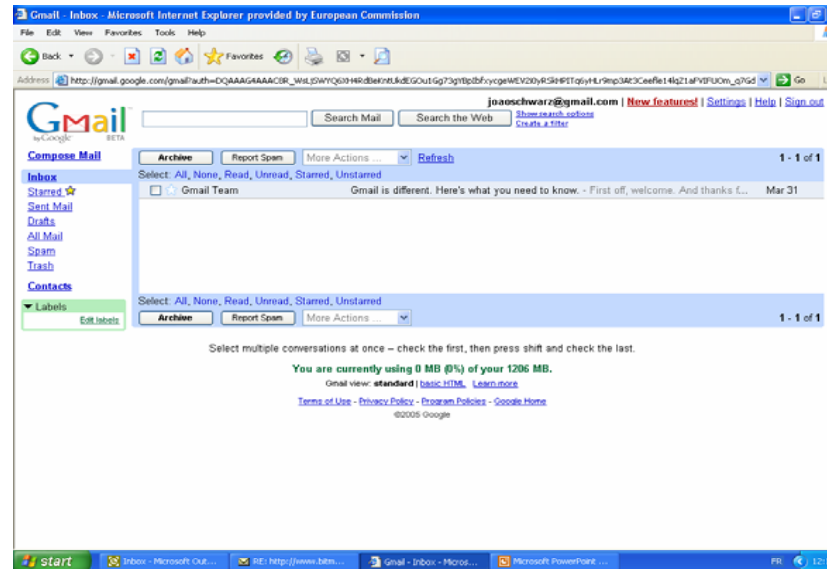 Gmail - Inbox - Microsoft Internet Explorer provided by European Commission
File Edit View Favorites Tools Help
Back Favorites
Address http://gmail.google.com/gmail?auth= Go
joaoschwarz@gmail.com | New features! | Settings | Help | Sign out
Gmail by Google BETA
Search Mail Search the Web Show search options
Create a filter
Compose Mail
Archive Report Spam More Actions ... Refresh 1 - 1 of 1
Select: All, None, Read, Unread, Starred, Unstarred
Inbox
Gmail Team Gmail is different. Here's what you need to know. - First off, welcome. And thanks f... Mar 31
Starred
Sent Mail
Drafts
All Mail
Spam
Trash
Contacts
Labels
Edit labels
Select: All, None, Read, Unread, Starred, Unstarred
Archive Report Spam More Actions ... 1 - 1 of 1
Select multiple conversations at once – check the first, then press shift and check the last.
You are currently using 0 MB (0%) of your 1206 MB.
Gmail view: standard | basic HTML Learn more
Terms of Use - Privacy Policy - Program Policies - Google Home
©2005 Google
start Inbox - Microsoft Out... RE: http://www.bitm... Gmail - Inbox - Micros... Microsoft PowerPoint ... FR 12: